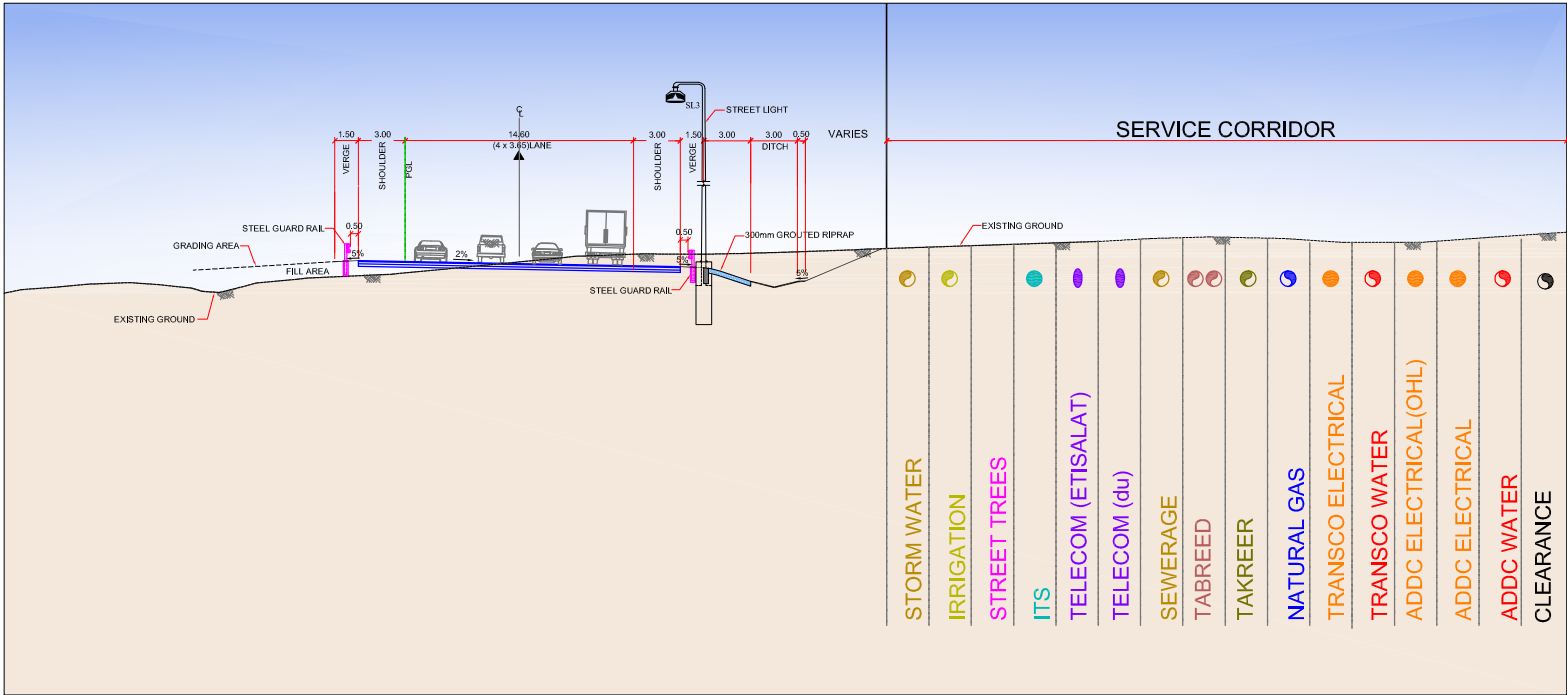 SERVICE CORRIDOR
SL3
STREET LIGHT
C
L
1.50
3.00
14.60
3.00
1.50
3.00
3.00
0.50
VARIES
(4 x 3.65)LANE
DITCH
VERGE
SHOULDER
PGL
SHOULDER
VERGE
STEEL GUARD RAIL
0.50
0.50
300mm GROUTED RIPRAP
EXISTING GROUND
GRADING AREA
5%
2%
5%
FILL AREA
5%
STEEL GUARD RAIL
EXISTING GROUND
STORM WATER
IRRIGATION
STREET TREES
ITS
TELECOM (ETISALAT)
TELECOM (du)
SEWERAGE
TABREED
TAKREER
NATURAL GAS
TRANSCO ELECTRICAL
TRANSCO WATER
ADDC ELECTRICAL(OHL)
ADDC ELECTRICAL
ADDC WATER
CLEARANCE